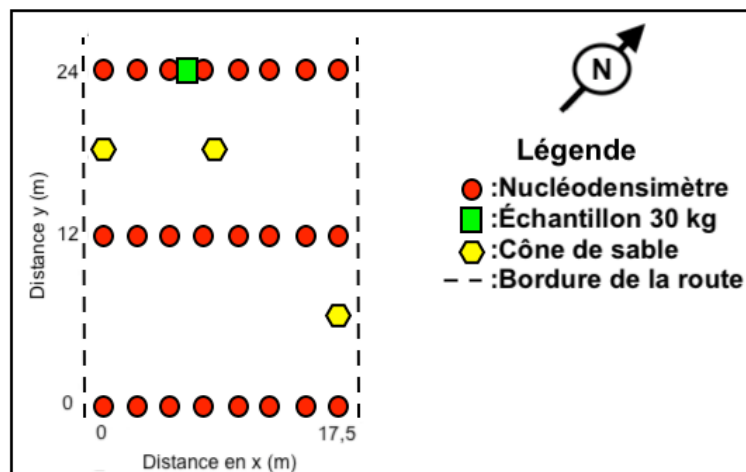 24
12
0
Distance y (m)
0
17,5
Distance en x (m)
N
Légende
:Nucléodensimètre
:Échantillon 30 kg
:Cône de sable
:Bordure de la route